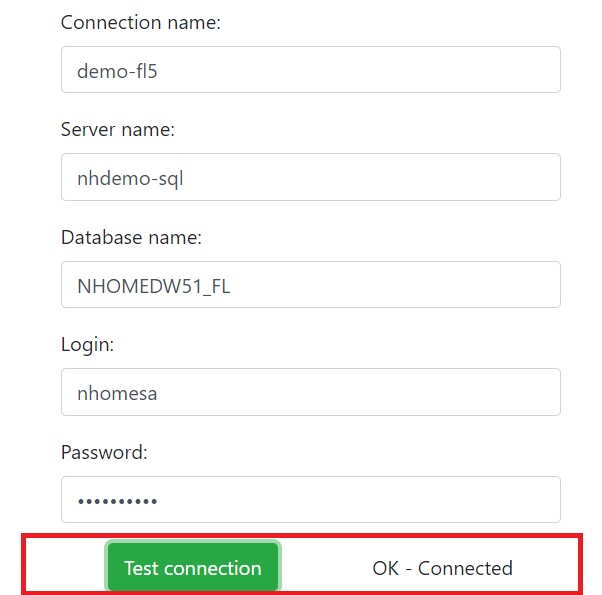 Connection name:
demo-fl5
Server name:
nhdemo-sql
Database name:
NHOMEDW51_FL
Login:
nhomesa
Password:
••••••••••
Test connection OK - Connected